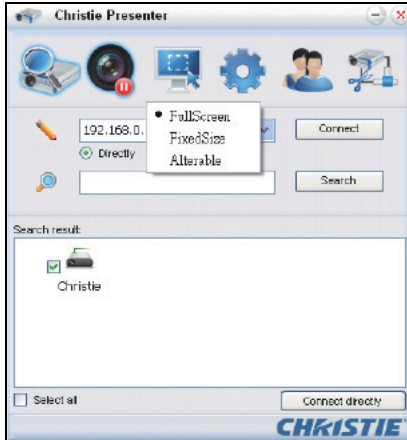 Christie Presenter
FullScreen
FixedSize
Alterable
192.168.0.
Connect
Directly
Search
Search result:
Christie
Select all
Connect directly
CHRISTIE